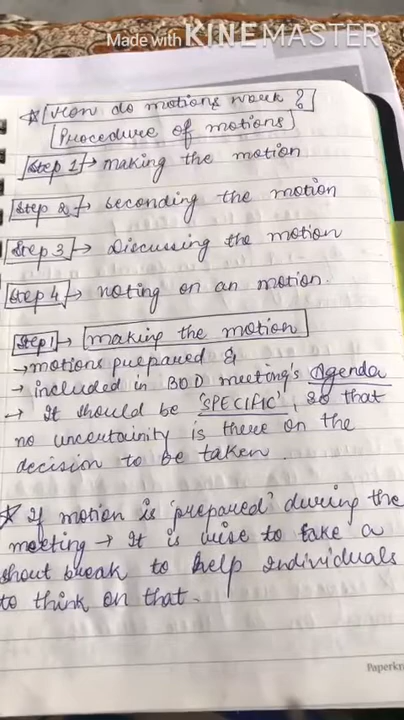 Made with KINEMASTER
☆ How do motions work ?
Procedure of motions
Step 1 → making the motion
Step 2 → seconding the motion
Step 3 → Discussing the motion
Step 4 → voting on an motion.
Step 1 → making the motion
→ motions prepared &
→ included in BOD meeting's Agenda
→ It should be 'SPECIFIC', so that
no uncertainity is there on the
decision to be taken.
☆ If motion is 'prepared' during the
meeting → It is wise to take a
short break to help individuals
to think on that.
Paperk